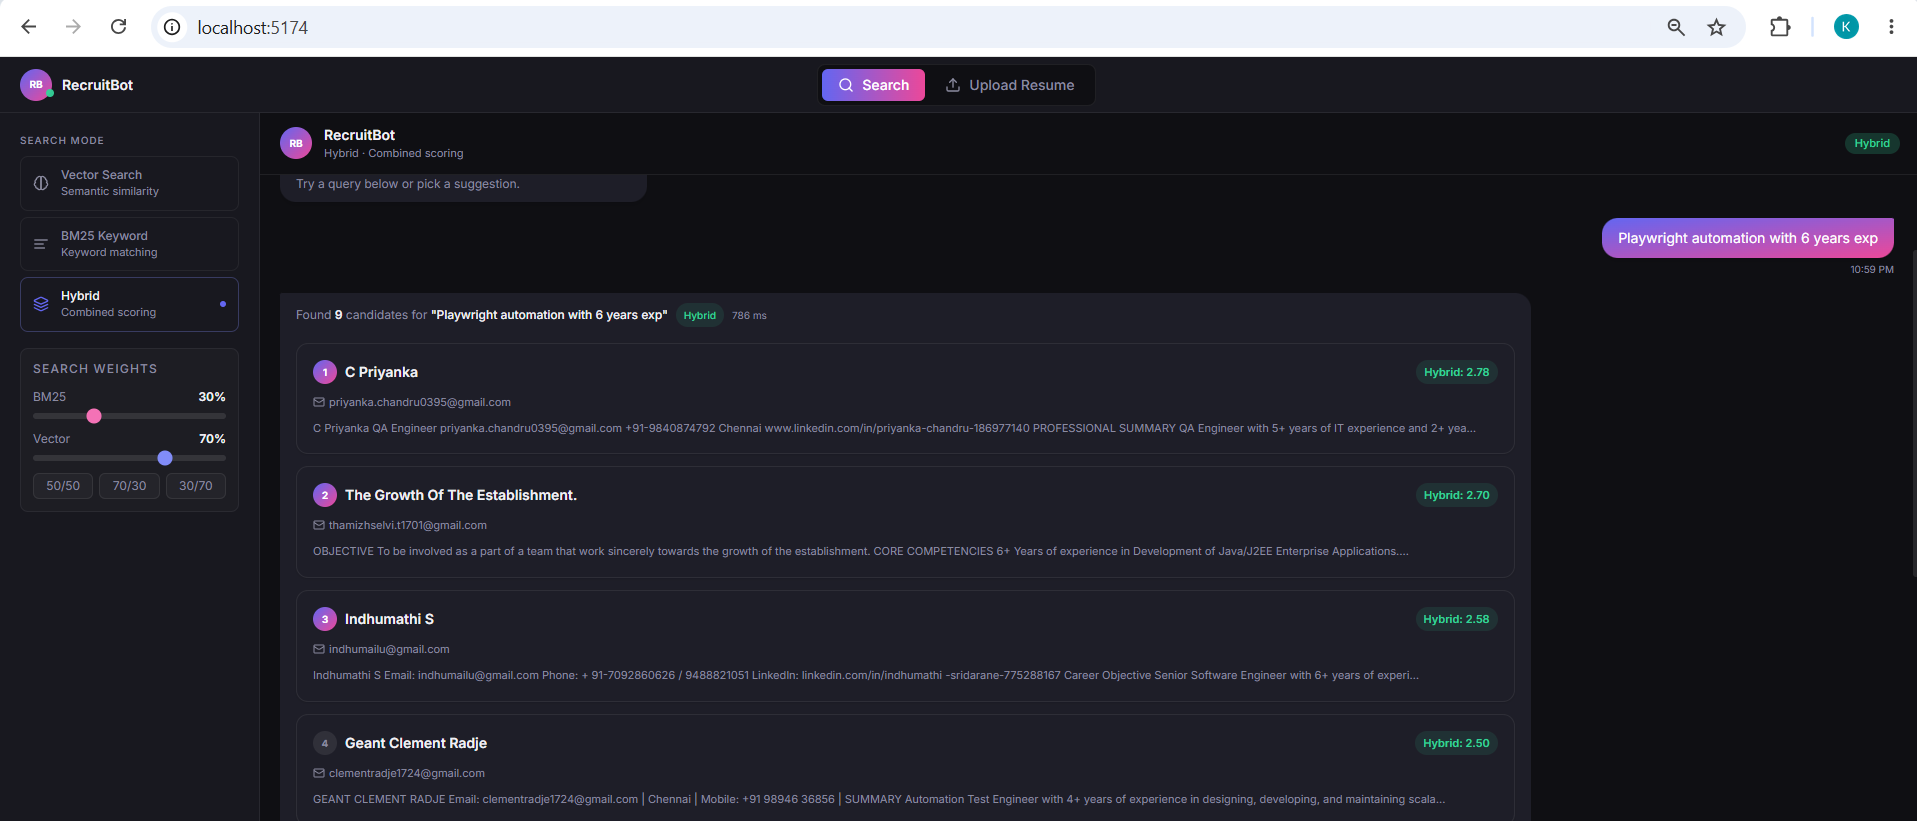 localhost:5174
K
RB
RecruitBot
Search
Upload Resume
SEARCH MODE
Vector Search
Semantic similarity
BM25 Keyword
Keyword matching
Hybrid
Combined scoring
SEARCH WEIGHTS
BM25 30%
Vector 70%
50/50 70/30 30/70
RB
RecruitBot
Hybrid · Combined scoring
Hybrid
Try a query below or pick a suggestion.
Playwright automation with 6 years exp
10:59 PM
Found 9 candidates for "Playwright automation with 6 years exp" Hybrid 786 ms
1 C Priyanka Hybrid: 2.78
priyanka.chandru0395@gmail.com
C Priyanka QA Engineer priyanka.chandru0395@gmail.com +91-9840874792 Chennai www.linkedin.com/in/priyanka-chandru-186977140 PROFESSIONAL SUMMARY QA Engineer with 5+ years of IT experience and 2+ yea...
2 The Growth Of The Establishment. Hybrid: 2.70
thamizhselvi.t1701@gmail.com
OBJECTIVE To be involved as a part of a team that work sincerely towards the growth of the establishment. CORE COMPETENCIES 6+ Years of experience in Development of Java/J2EE Enterprise Applications....
3 Indhumathi S Hybrid: 2.58
indhumailu@gmail.com
Indhumathi S Email: indhumailu@gmail.com Phone: + 91-7092860626 / 9488821051 LinkedIn: linkedin.com/in/indhumathi -sridarane-775288167 Career Objective Senior Software Engineer with 6+ years of experi...
4 Geant Clement Radje Hybrid: 2.50
clementradje1724@gmail.com
GEANT CLEMENT RADJE Email: clementradje1724@gmail.com | Chennai | Mobile: +91 98946 36856 | SUMMARY Automation Test Engineer with 4+ years of experience in designing, developing, and maintaining scala...